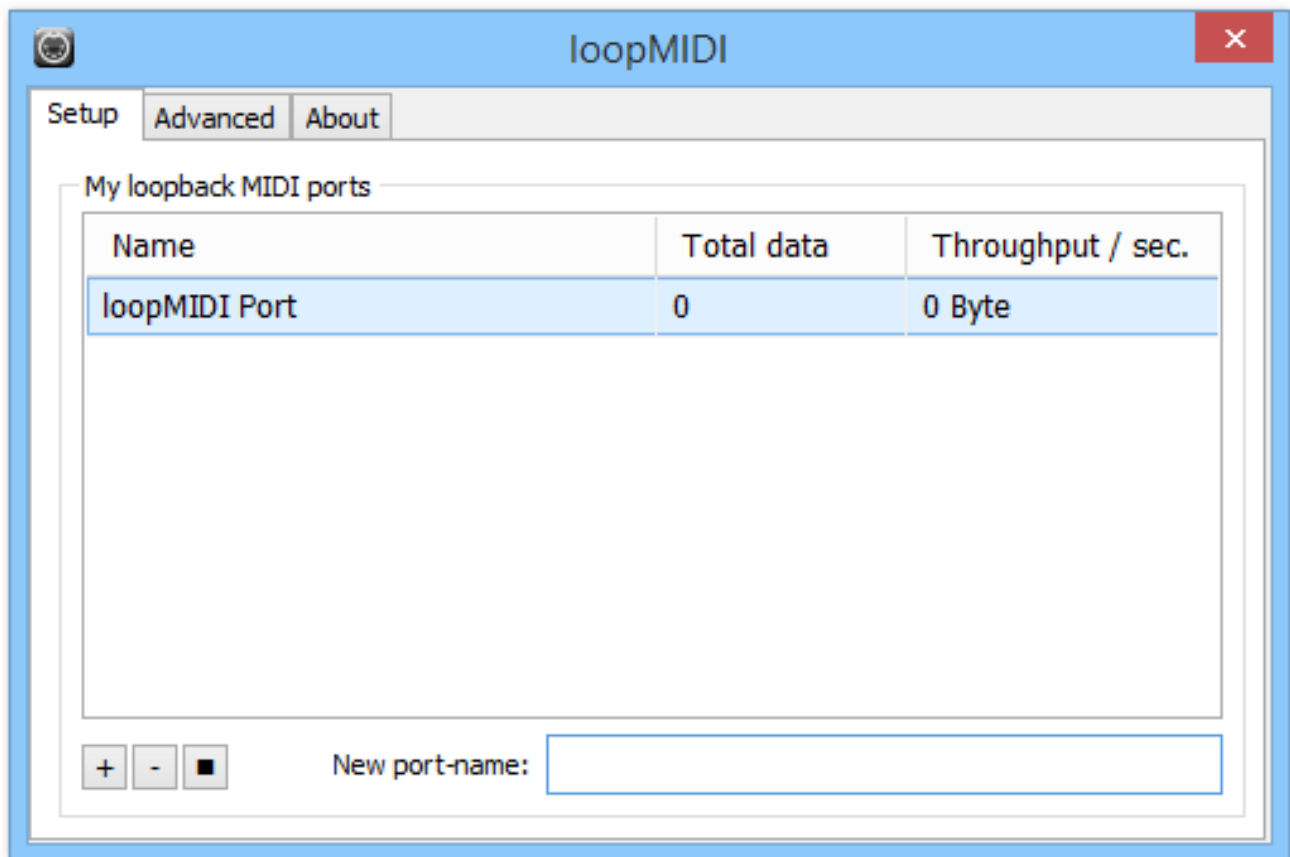 loopMIDI
Setup Advanced About
My loopback MIDI ports
Name Total data Throughput / sec.
loopMIDI Port 0 0 Byte
+ - ■ New port-name: